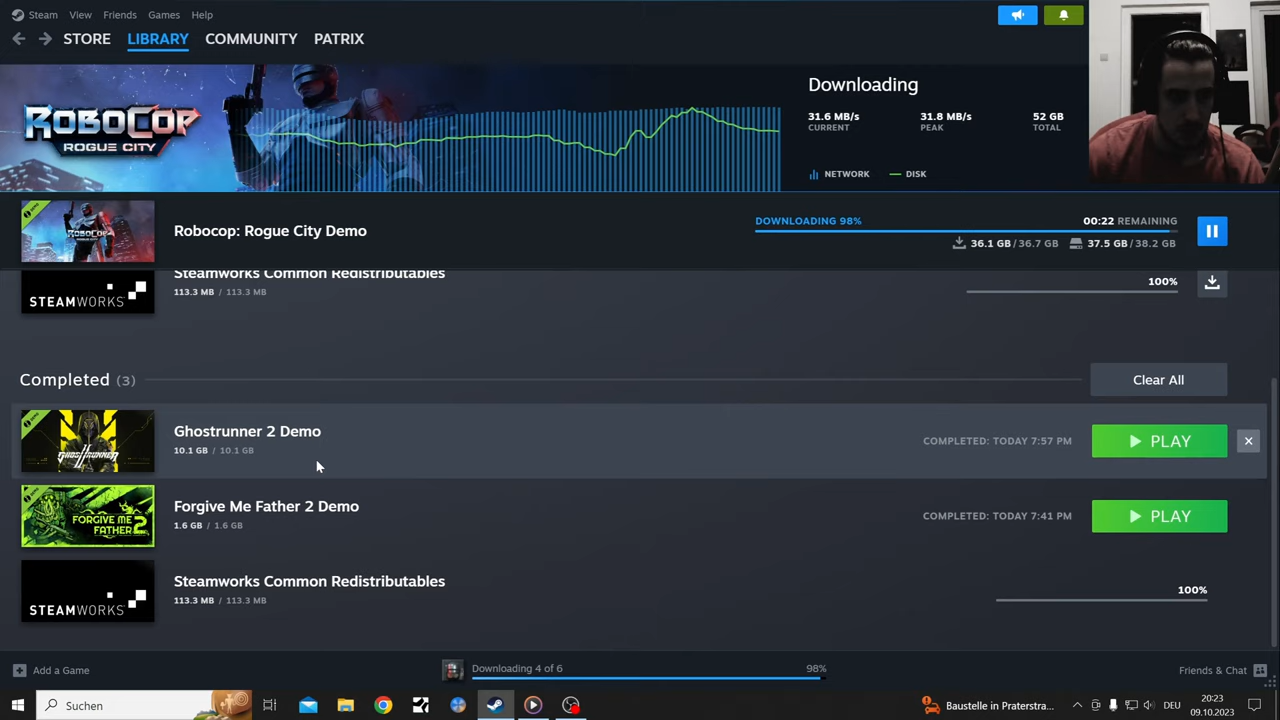 Steam View Friends Games Help
STORE LIBRARY COMMUNITY PATRIX
ROBOCOP
ROGUE CITY
Downloading
31.6 MB/s 31.8 MB/s 52 GB
CURRENT PEAK TOTAL
NETWORK DISK
Robocop: Rogue City Demo
DOWNLOADING 98% 00:22 REMAINING
36.1 GB / 36.7 GB 37.5 GB / 38.2 GB
Steamworks Common Redistributables
113.3 MB / 113.3 MB
100%
STEAMWORKS
Completed (3)
Clear All
Ghostrunner 2 Demo
10.1 GB / 10.1 GB
COMPLETED: TODAY 7:57 PM
PLAY
FORGIVE ME FATHER 2
Forgive Me Father 2 Demo
1.6 GB / 1.6 GB
COMPLETED: TODAY 7:41 PM
PLAY
STEAMWORKS
Steamworks Common Redistributables
113.3 MB / 113.3 MB
100%
Add a Game
Downloading 4 of 6 98%
Friends & Chat
Suchen
Baustelle in Praterstra...
DEU
20:23
09.10.2023